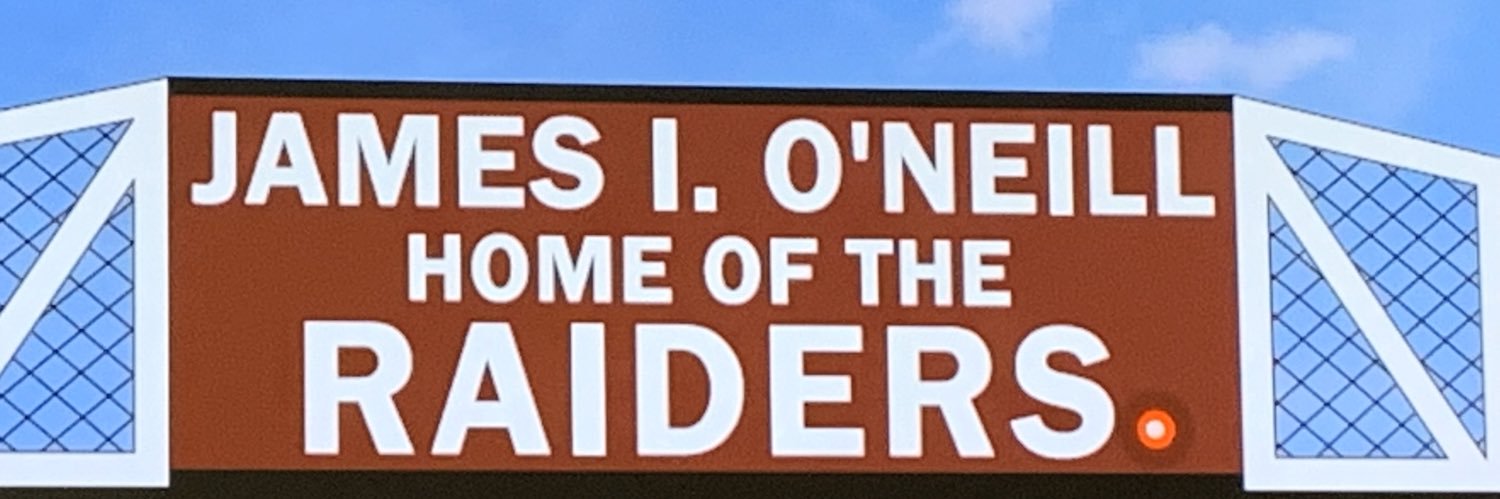 JAMES I. O'NEILL
HOME OF THE
RAIDERS